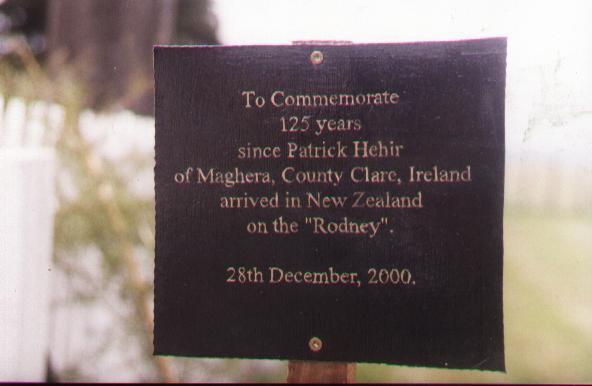 To Commemorate
125 years
since Patrick Hehir
of Maghera, County Clare, Ireland
arrived in New Zealand
on the "Rodney".
28th December, 2000.